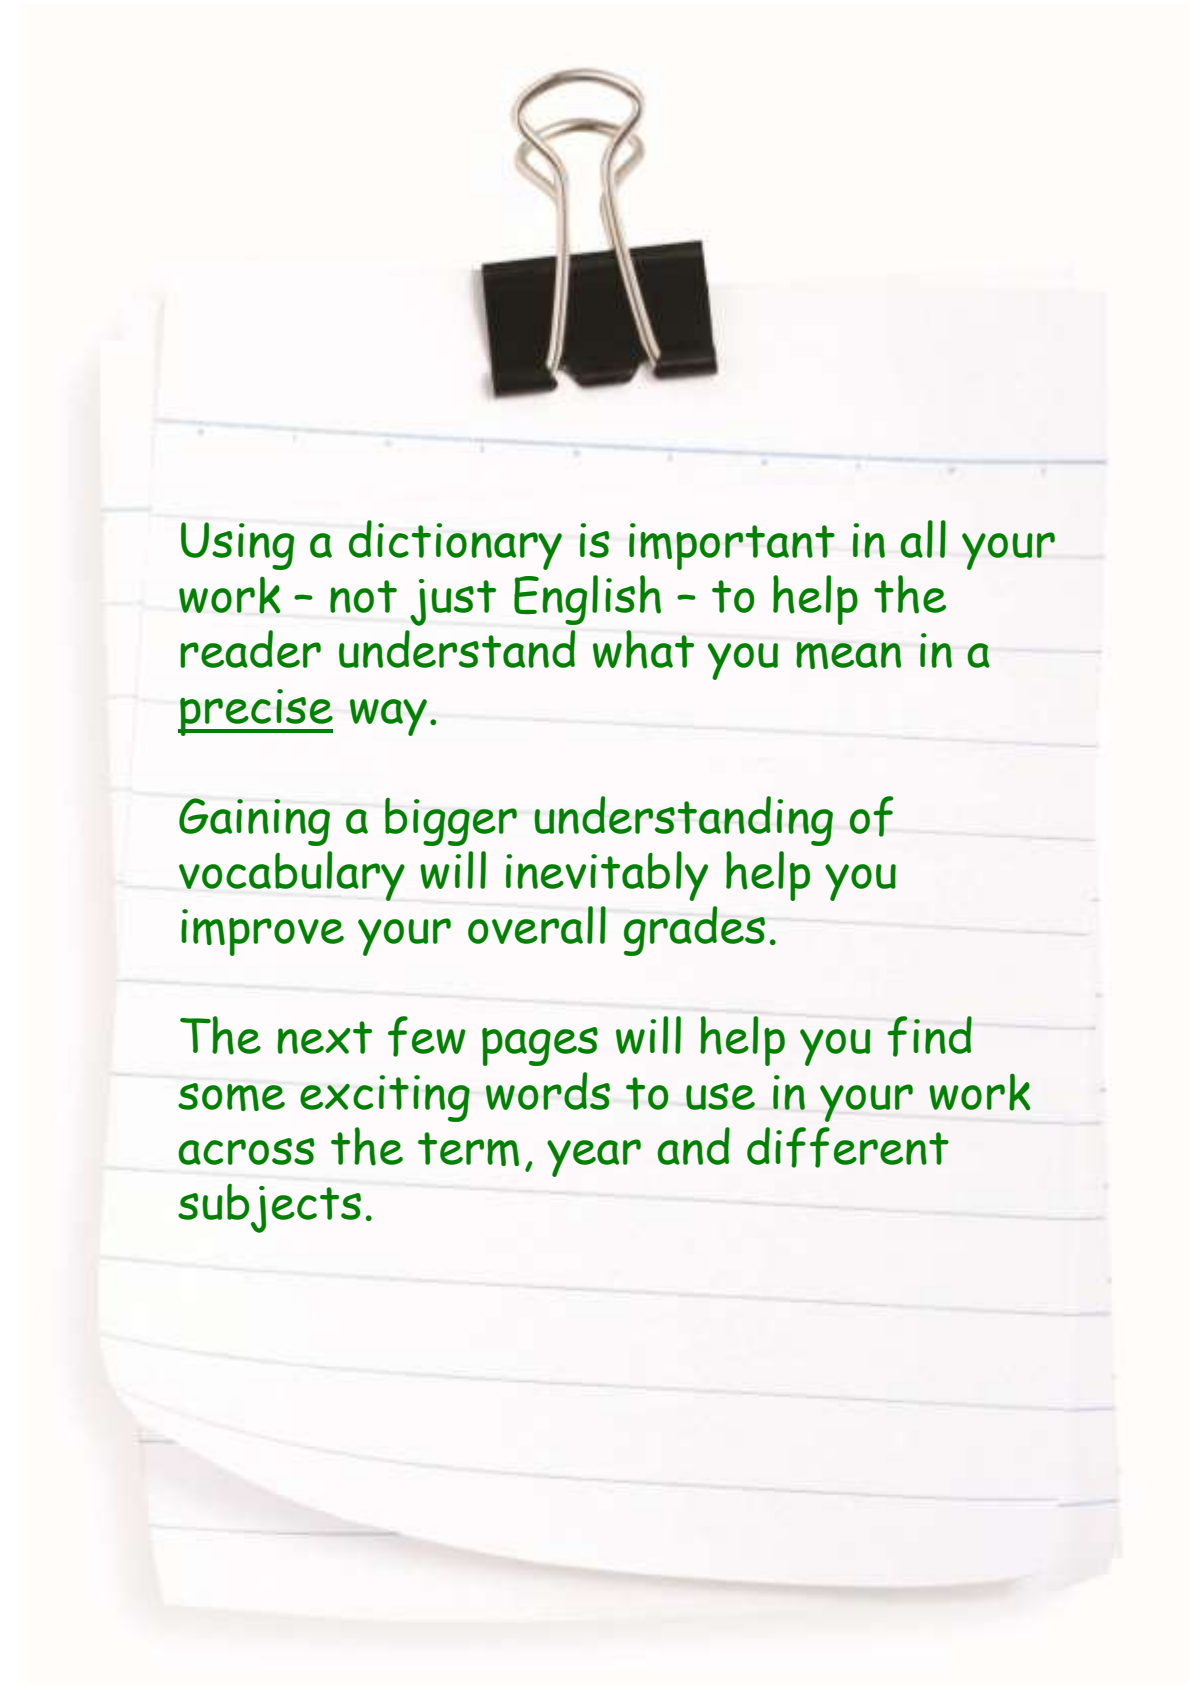 Using a dictionary is important in all your
work – not just English – to help the
reader understand what you mean in a
precise way.
Gaining a bigger understanding of
vocabulary will inevitably help you
improve your overall grades.
The next few pages will help you find
some exciting words to use in your work
across the term, year and different
subjects.